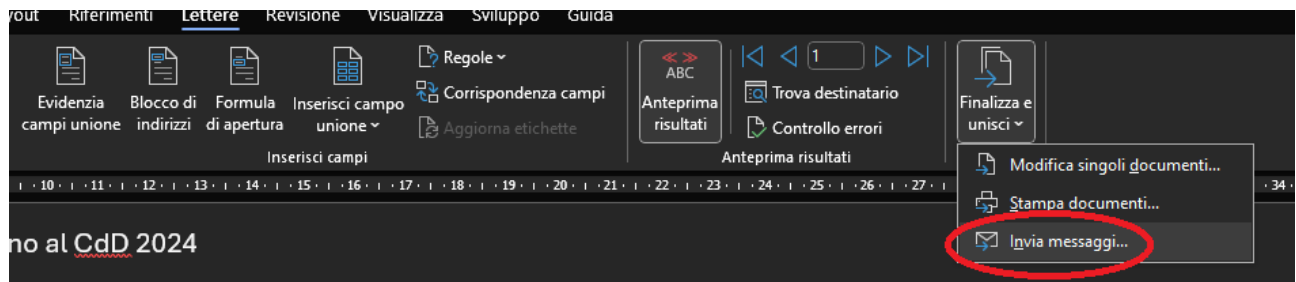 yout Riferimenti Lettere Revisione Visualizza Sviluppo Guida
Evidenzia campi unione
Blocco di indirizzi
Formula di apertura
Inserisci campo unione
Regole
Corrispondenza campi
Aggiorna etichette
Inserisci campi
ABC
Anteprima risultati
1
Trova destinatario
Controllo errori
Anteprima risultati
Finalizza e unisci
Modifica singoli documenti...
Stampa documenti...
Invia messaggi...
10 11 12 13 14 15 16 17 18 19 20 21 22 23 24 25 26 27 34
no al CdD 2024